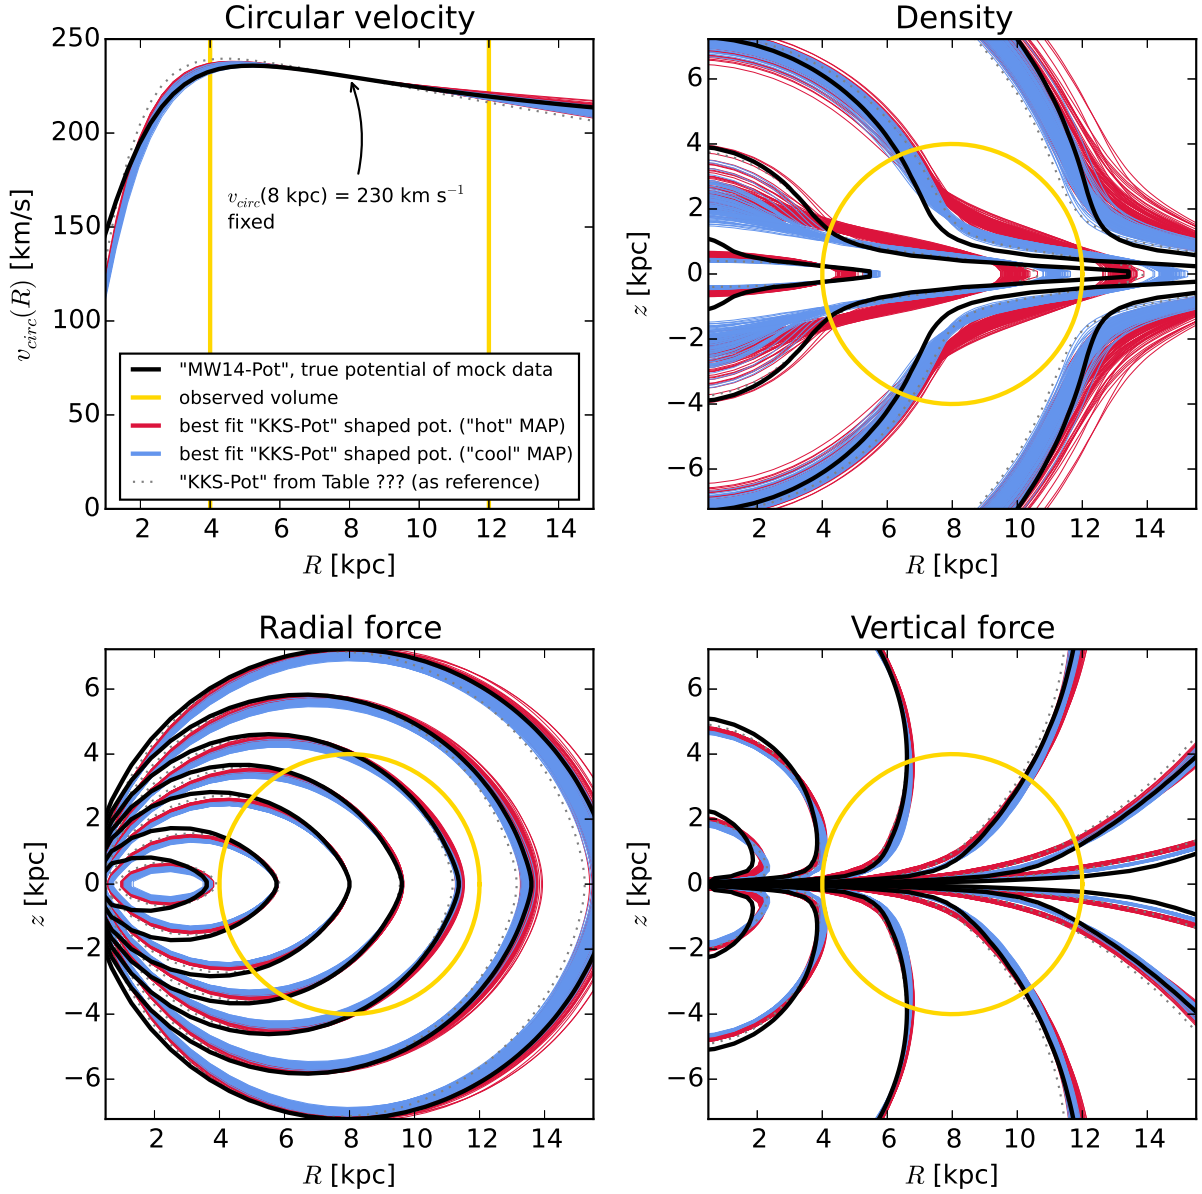 Circular velocity
250
200
150
100
50
0
v_circ(R) [km/s]
v_circ(8 kpc) = 230 km s⁻¹
fixed
"MW14-Pot", true potential of mock data
observed volume
best fit "KKS-Pot" shaped pot. ("hot" MAP)
best fit "KKS-Pot" shaped pot. ("cool" MAP)
"KKS-Pot" from Table ??? (as reference)
2 4 6 8 10 12 14
R [kpc]
Density
6
4
2
0
−2
−4
−6
z [kpc]
2 4 6 8 10 12 14
R [kpc]
Radial force
6
4
2
0
−2
−4
−6
z [kpc]
2 4 6 8 10 12 14
R [kpc]
Vertical force
6
4
2
0
−2
−4
−6
z [kpc]
2 4 6 8 10 12 14
R [kpc]